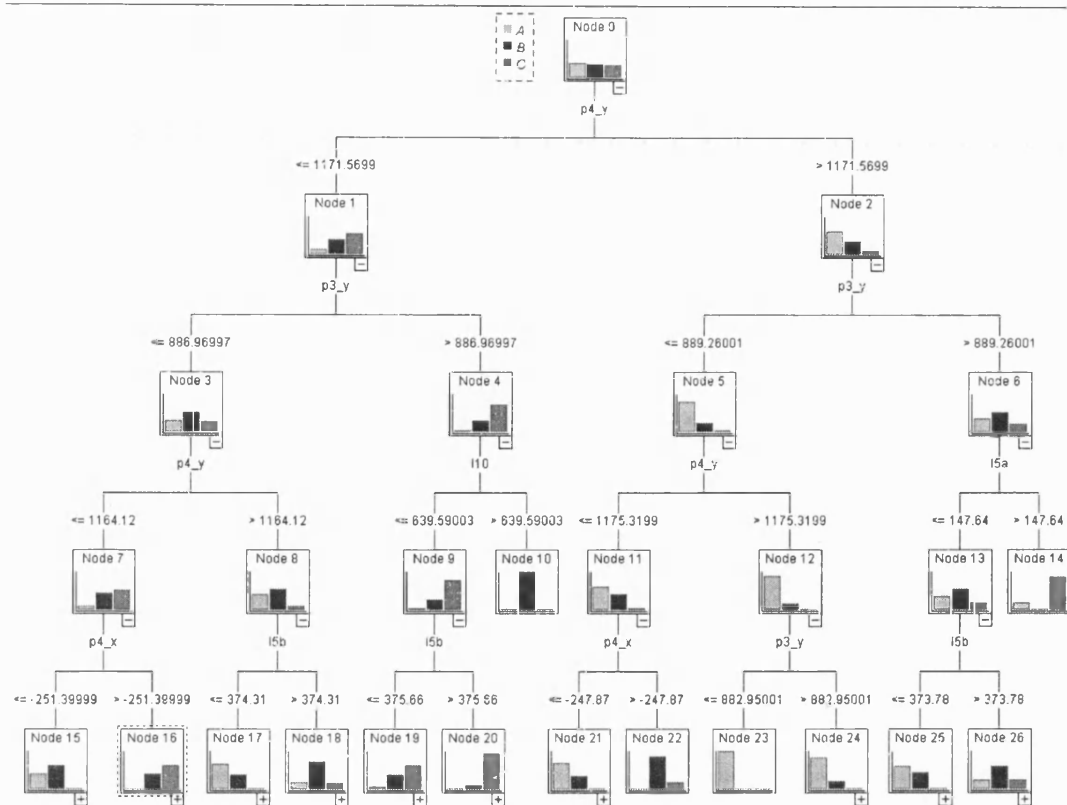 Node 0
A
B
C
p4_y
<= 1171.5699
> 1171.5699
Node 1
Node 2
p3_y
p3_y
<= 886.96997
> 886.96997
<= 889.26001
> 889.26001
Node 3
Node 4
Node 5
Node 6
p4_y
l10
p4_y
l5a
<= 1164.12
> 1164.12
<= 639.59003
> 639.59003
<= 1175.3199
> 1175.3199
<= 147.64
> 147.64
Node 7
Node 8
Node 9
Node 10
Node 11
Node 12
Node 13
Node 14
p4_x
l5b
l5b
p4_x
p3_y
l5b
<= -251.39999
> -251.39999
<= 374.31
> 374.31
<= 375.66
> 375.66
<= -247.87
> -247.87
<= 882.95001
> 882.95001
<= 373.78
> 373.78
Node 15
Node 16
Node 17
Node 18
Node 19
Node 20
Node 21
Node 22
Node 23
Node 24
Node 25
Node 26